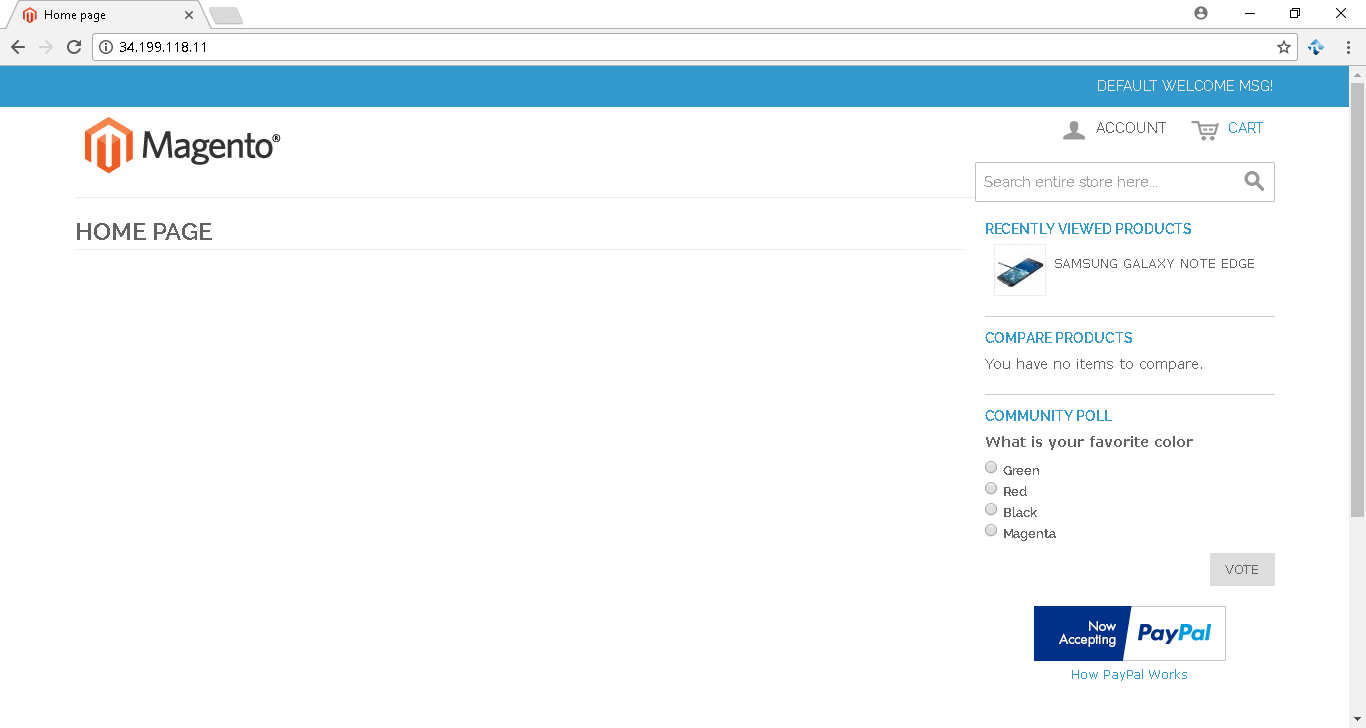 Home page
34.199.118.11
DEFAULT WELCOME MSG!
Magento®
ACCOUNT
CART
Search entire store here...
HOME PAGE
RECENTLY VIEWED PRODUCTS
SAMSUNG GALAXY NOTE EDGE
COMPARE PRODUCTS
You have no items to compare.
COMMUNITY POLL
What is your favorite color
Green
Red
Black
Magenta
VOTE
Now
Accepting
PayPal
How PayPal Works